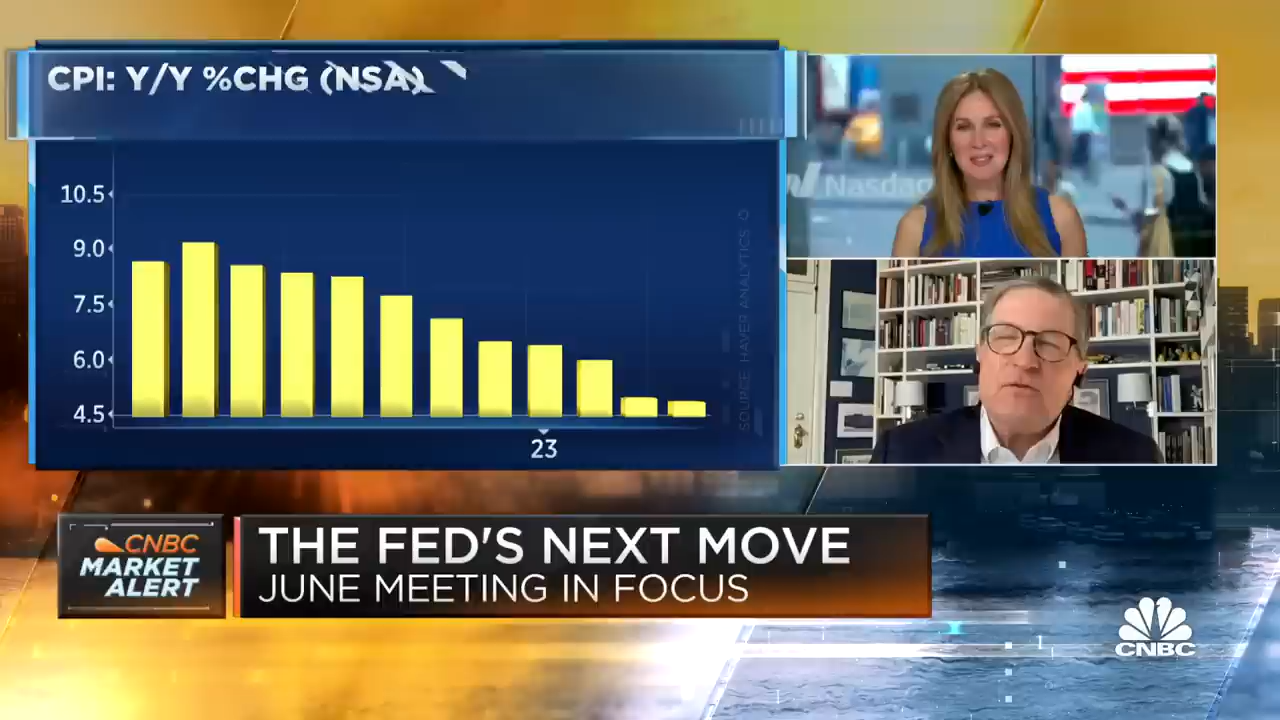 CPI: Y/Y %CHG (NSA)
10.5
9.0
7.5
6.0
4.5
23
SOURCE: HAVER ANALYTICS
Nasdaq
CNBC
MARKET
ALERT
THE FED'S NEXT MOVE
JUNE MEETING IN FOCUS
CNBC